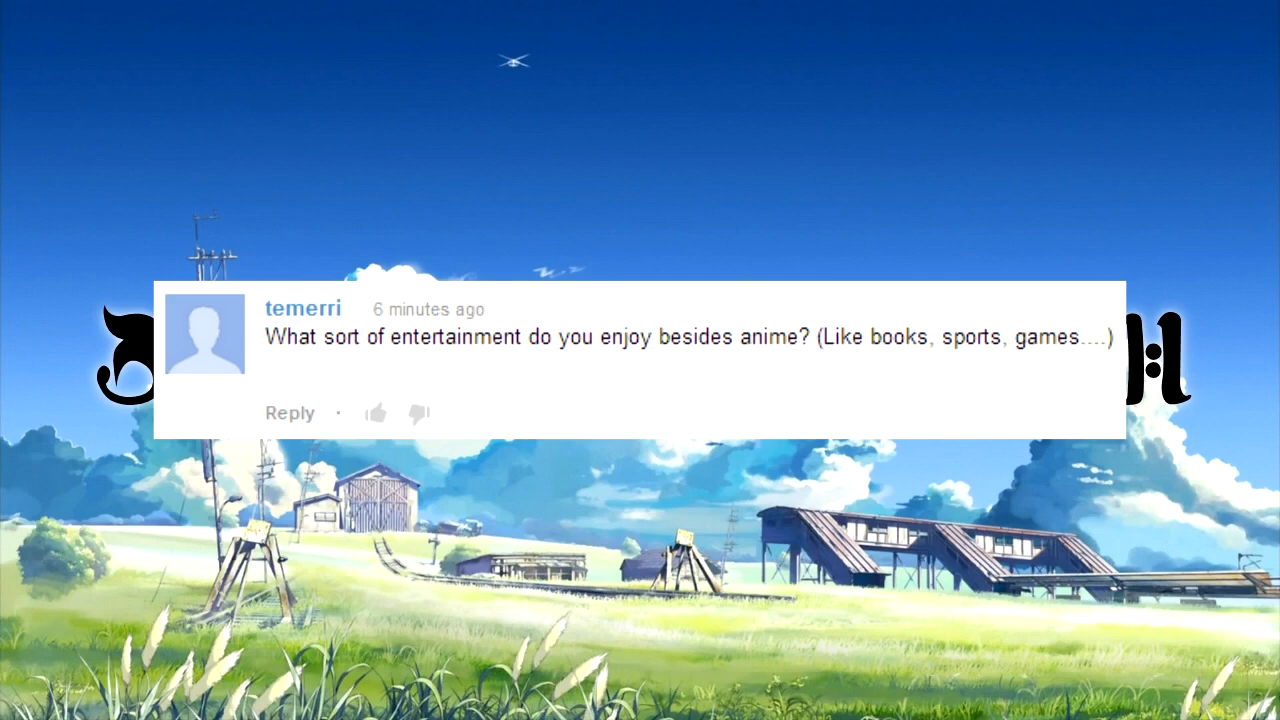 temerri 6 minutes ago
What sort of entertainment do you enjoy besides anime? (Like books, sports, games....)
Reply ·